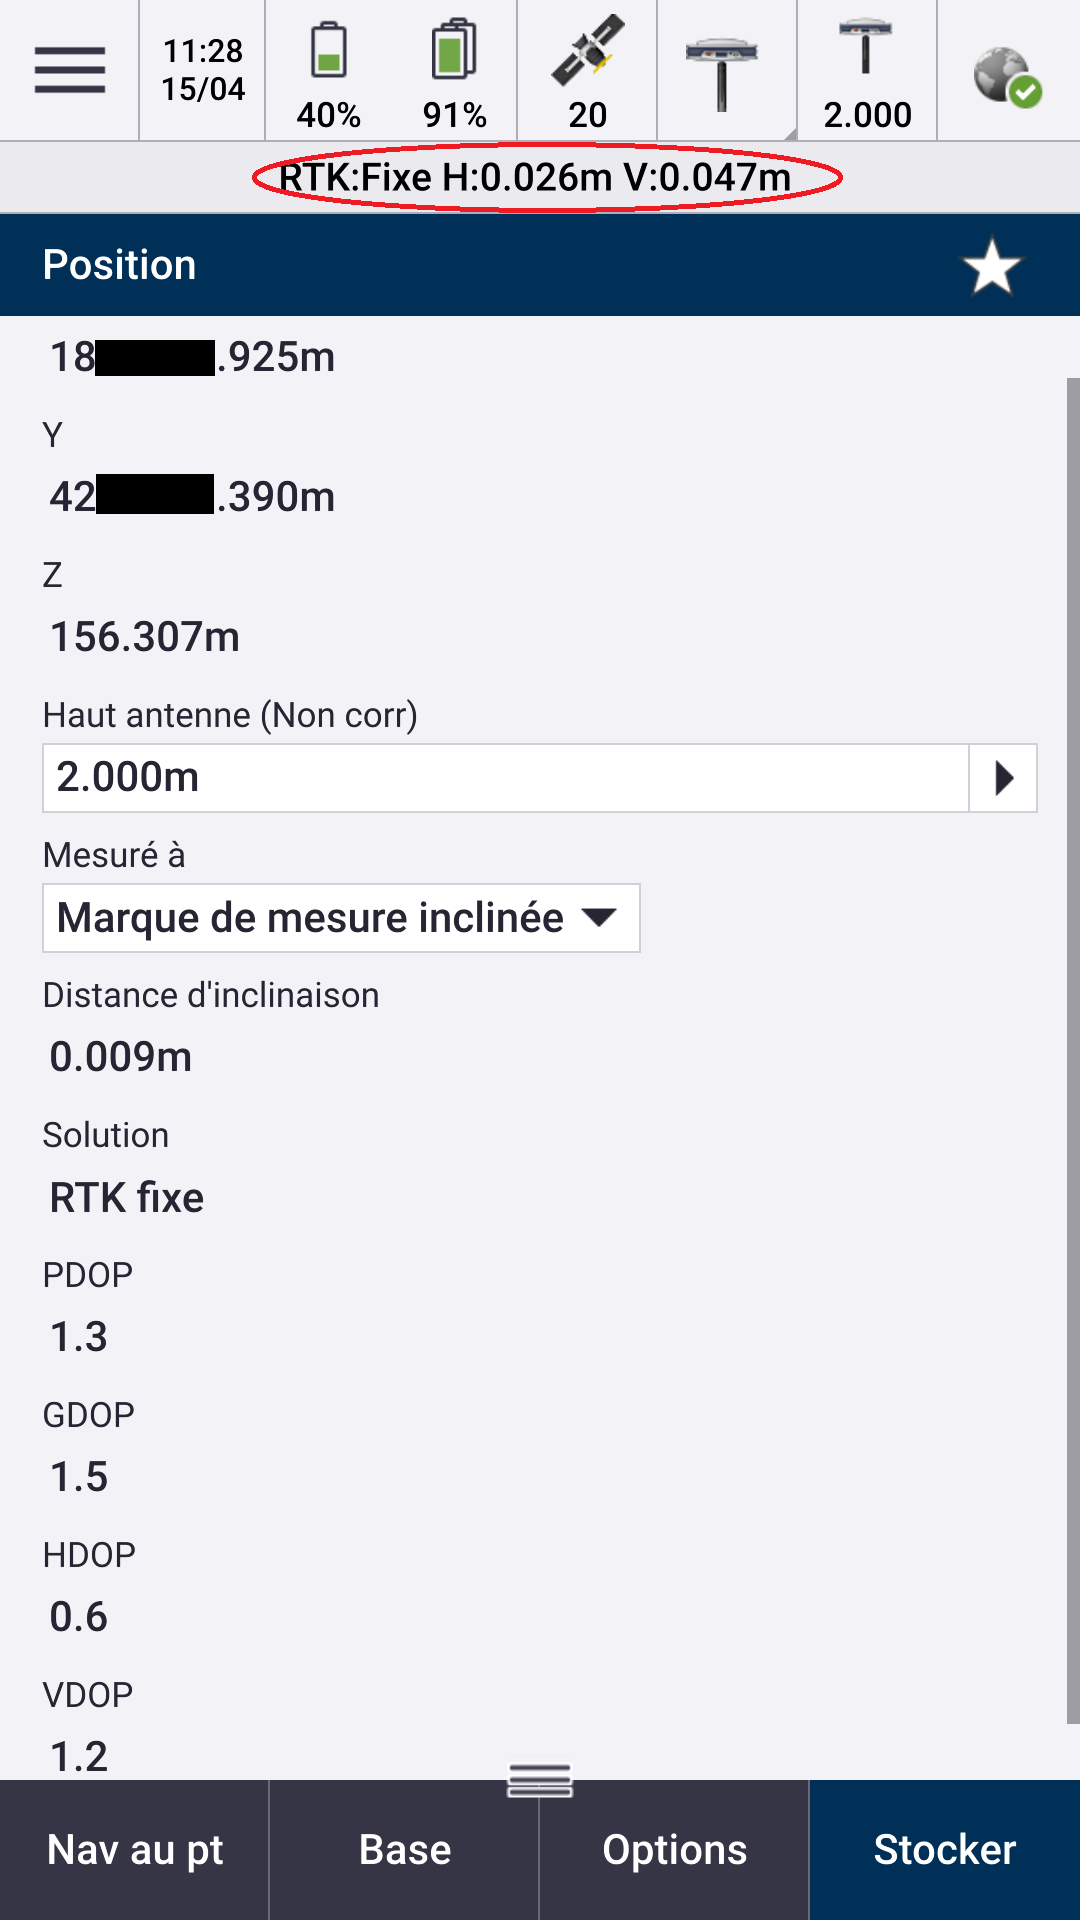 11:28
15/04
40%
91%
20
2.000
RTK:Fixe H:0.026m V:0.047m
Position
18 .925m
Y
42 .390m
Z
156.307m
Haut antenne (Non corr)
2.000m
Mesuré à
Marque de mesure inclinée
Distance d'inclinaison
0.009m
Solution
RTK fixe
PDOP
1.3
GDOP
1.5
HDOP
0.6
VDOP
1.2
Nav au pt
Base
Options
Stocker